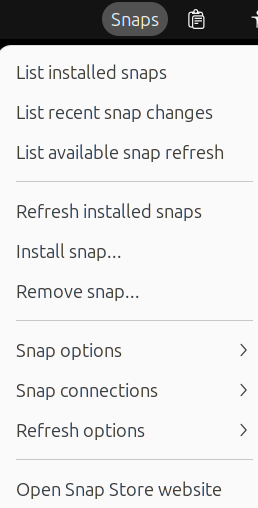 Snaps
List installed snaps
List recent snap changes
List available snap refresh
Refresh installed snaps
Install snap...
Remove snap...
Snap options
Snap connections
Refresh options
Open Snap Store website